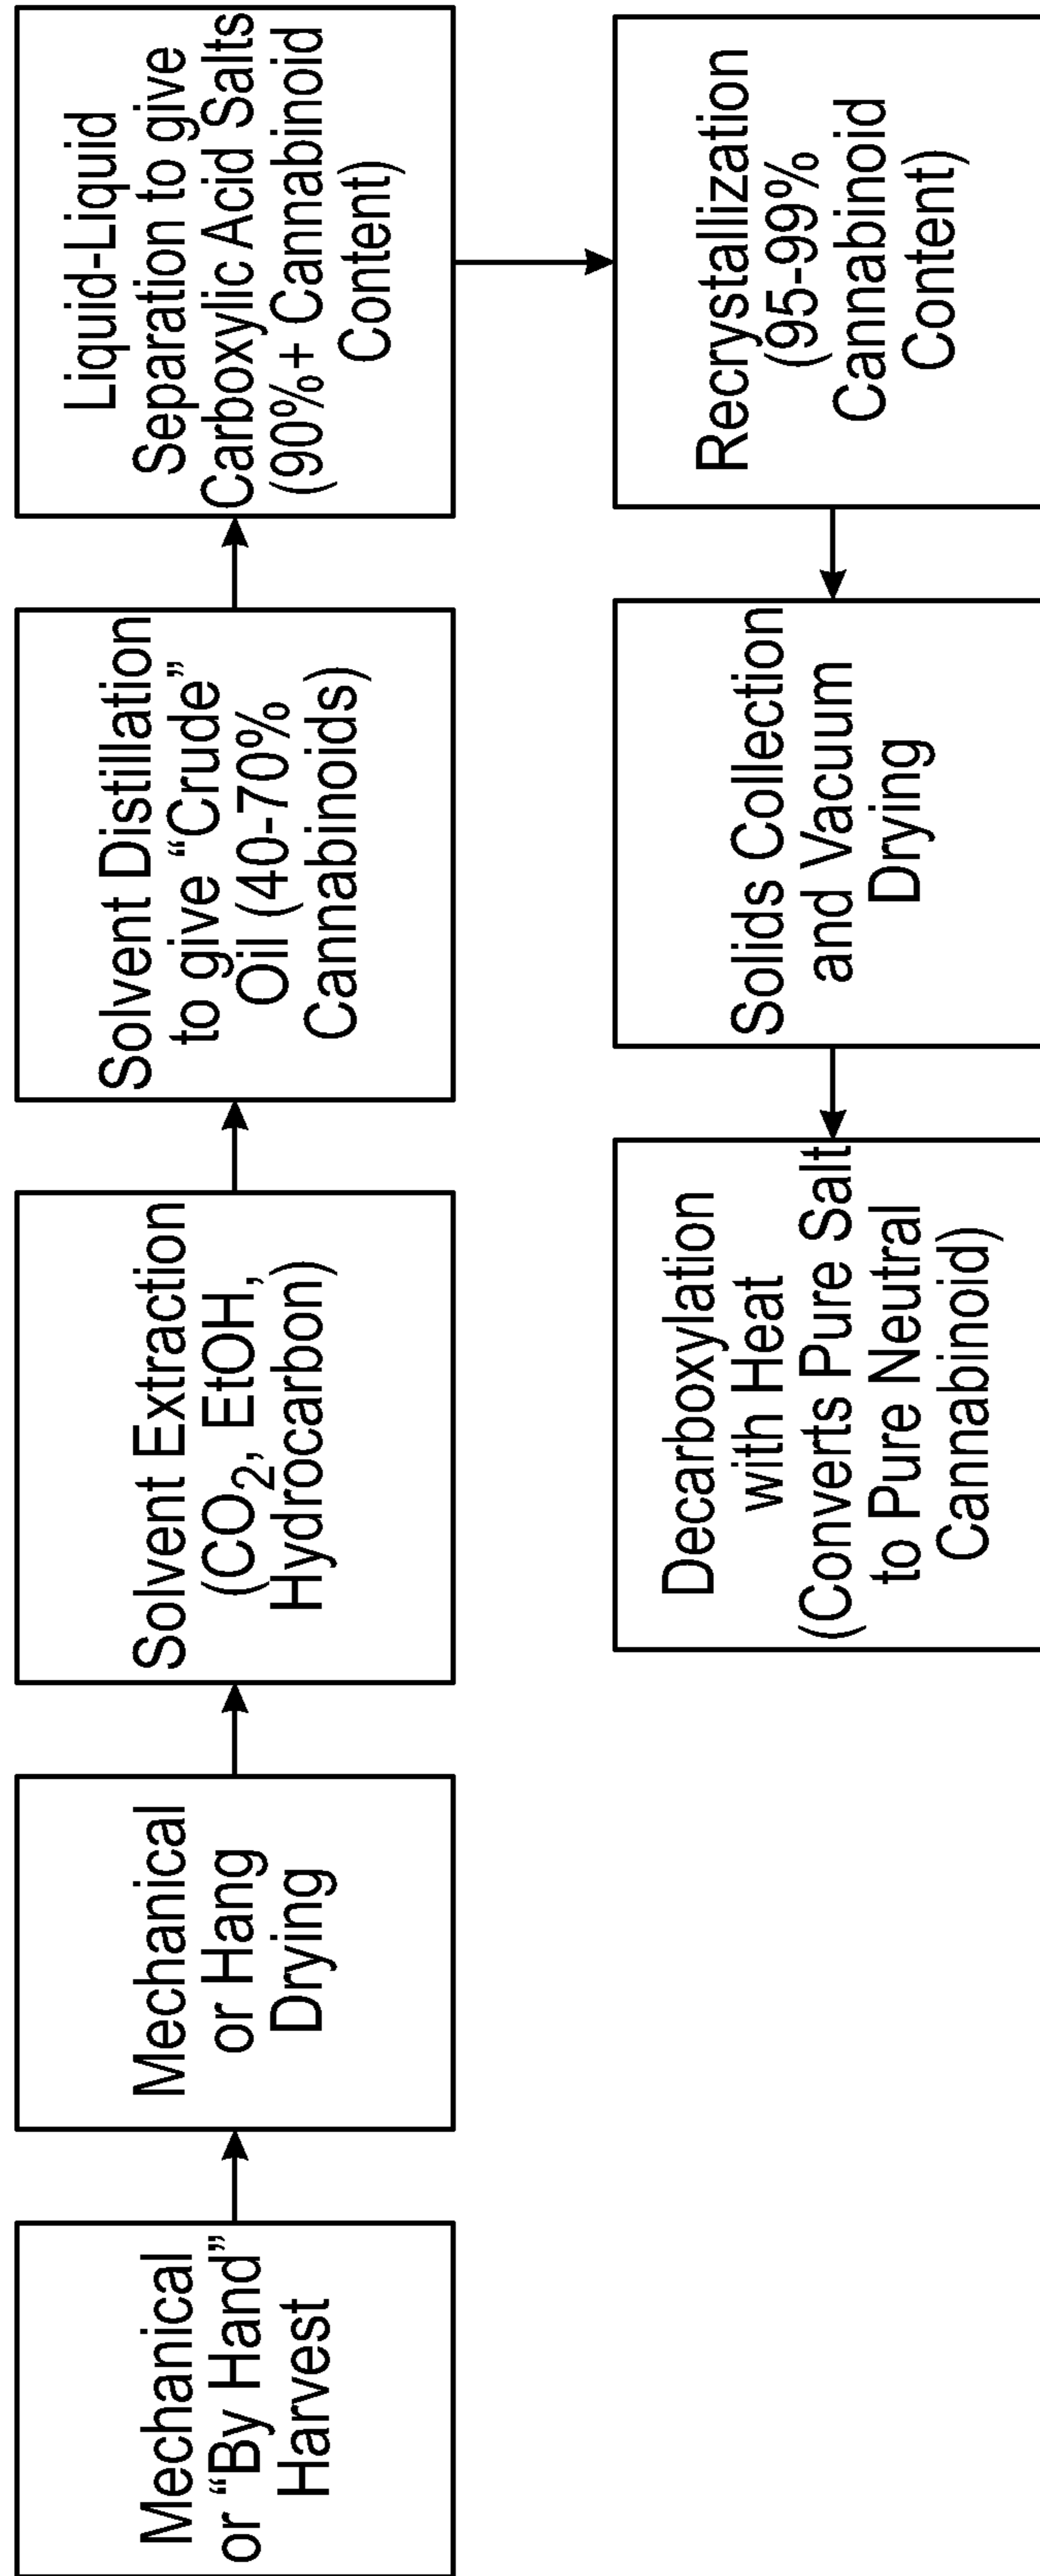 Mechanical
or “By Hand”
Harvest
Mechanical
or Hang
Drying
Solvent Extraction
(CO₂, EtOH,
Hydrocarbon)
Solvent Distillation
to give “Crude”
Oil (40-70%
Cannabinoids)
Liquid-Liquid
Separation to give
Carboxylic Acid Salts
(90%+ Cannabinoid
Content)
Recrystallization
(95-99%
Cannabinoid
Content)
Solids Collection
and Vacuum
Drying
Decarboxylation
with Heat
(Converts Pure Salt
to Pure Neutral
Cannabinoid)